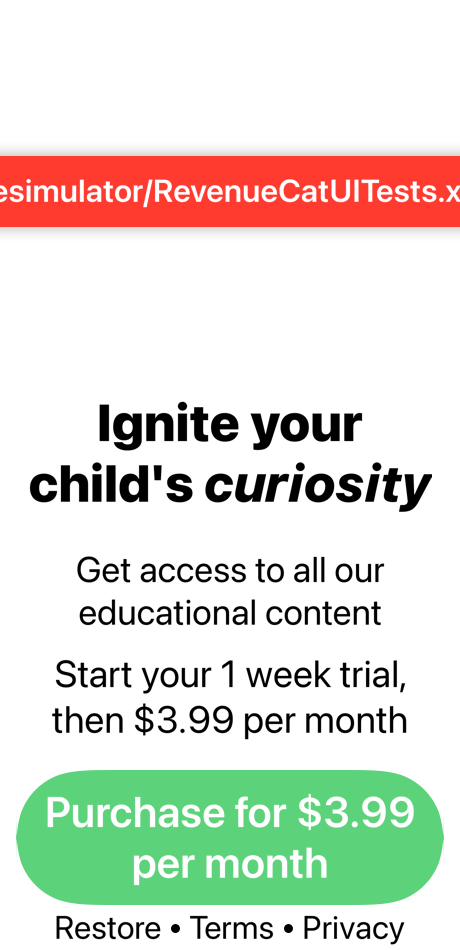 esimulator/RevenueCatUITests.x
Ignite your
child's curiosity
Get access to all our
educational content
Start your 1 week trial,
then $3.99 per month
Purchase for $3.99
per month
Restore • Terms • Privacy